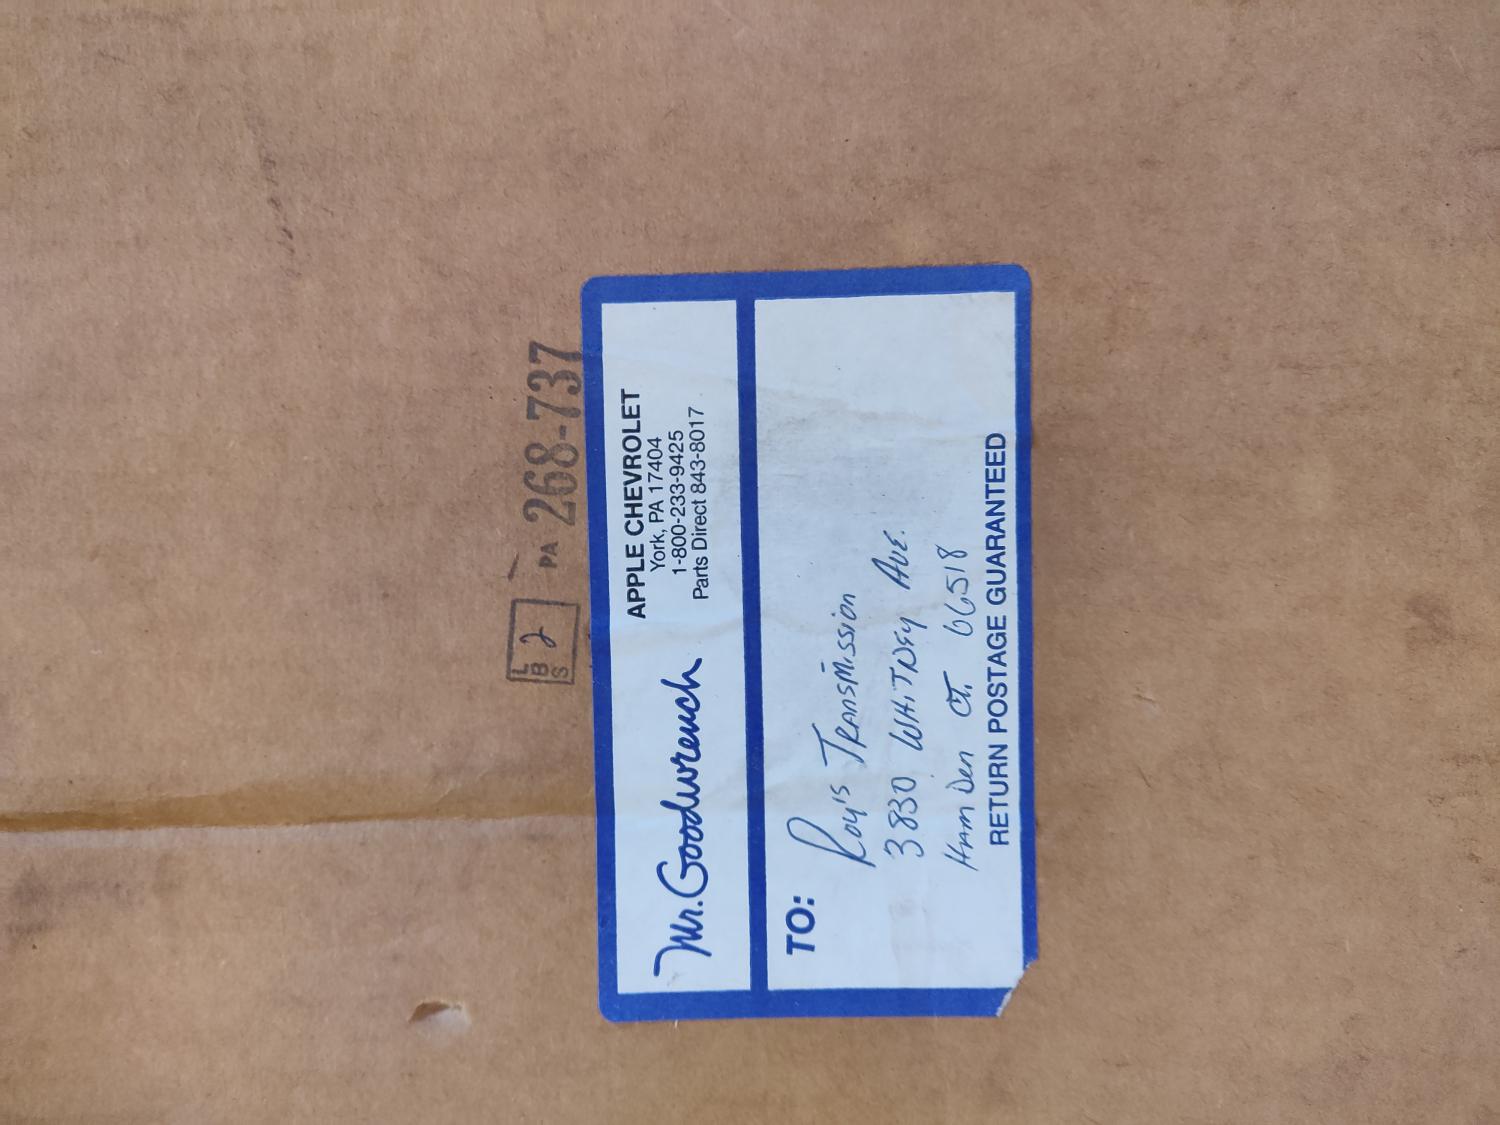 LBS 2 PA 268-737
Mr. Goodwrench
APPLE CHEVROLET
York, PA 17404
1-800-233-9425
Parts Direct 843-8017
TO:
Roy's TRANSMission
3830 WHITNEY AVE.
HAMDen CT. 06518
RETURN POSTAGE GUARANTEED